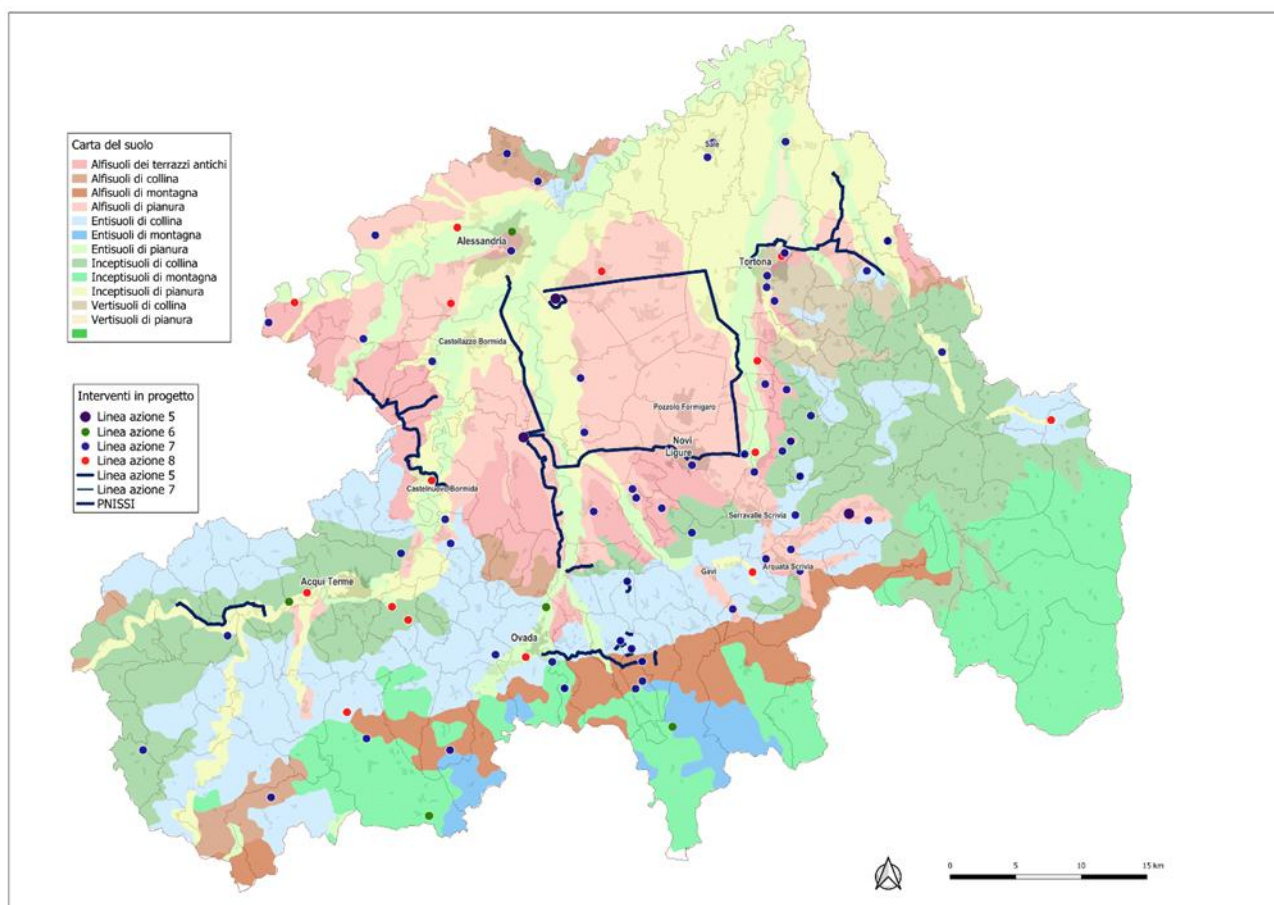 Carta del suolo
Alfisuoli dei terrazzi antichi
Alfisuoli di collina
Alfisuoli di montagna
Alfisuoli di pianura
Entisuoli di collina
Entisuoli di montagna
Entisuoli di pianura
Inceptisuoli di collina
Inceptisuoli di montagna
Inceptisuoli di pianura
Vertisuoli di collina
Vertisuoli di pianura
Interventi in progetto
Linea azione 5
Linea azione 6
Linea azione 7
Linea azione 8
Linea azione 5
Linea azione 7
PNISSI
Sale
Alessandria
Tortona
Castellazzo Bormida
Pozzolo Formigaro
Novi
Ligure
Castelnuovo Bormida
Serravalle Scrivia
Gavi
Arquata Scrivia
Acqui Terme
Ovada
0 5 10 15 km